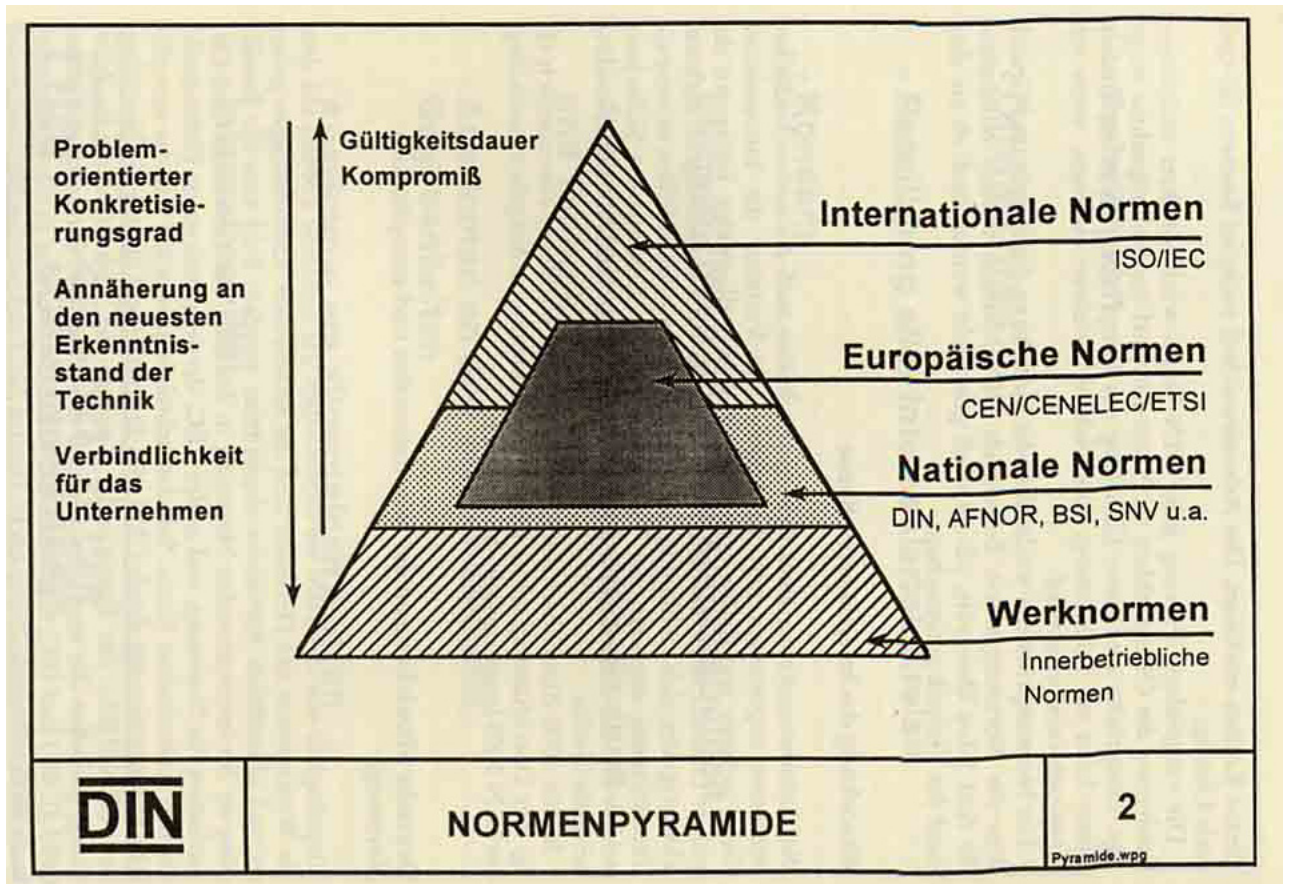 Problem-
orientierter
Konkretisie-
rungsgrad
Annäherung an
den neuesten
Erkenntnis-
stand der
Technik
Verbindlichkeit
für das
Unternehmen
Gültigkeitsdauer
Kompromiß
Internationale Normen
ISO/IEC
Europäische Normen
CEN/CENELEC/ETSI
Nationale Normen
DIN, AFNOR, BSI, SNV u.a.
Werknormen
Innerbetriebliche
Normen
DIN
NORMENPYRAMIDE
2
Pyramide.wpg